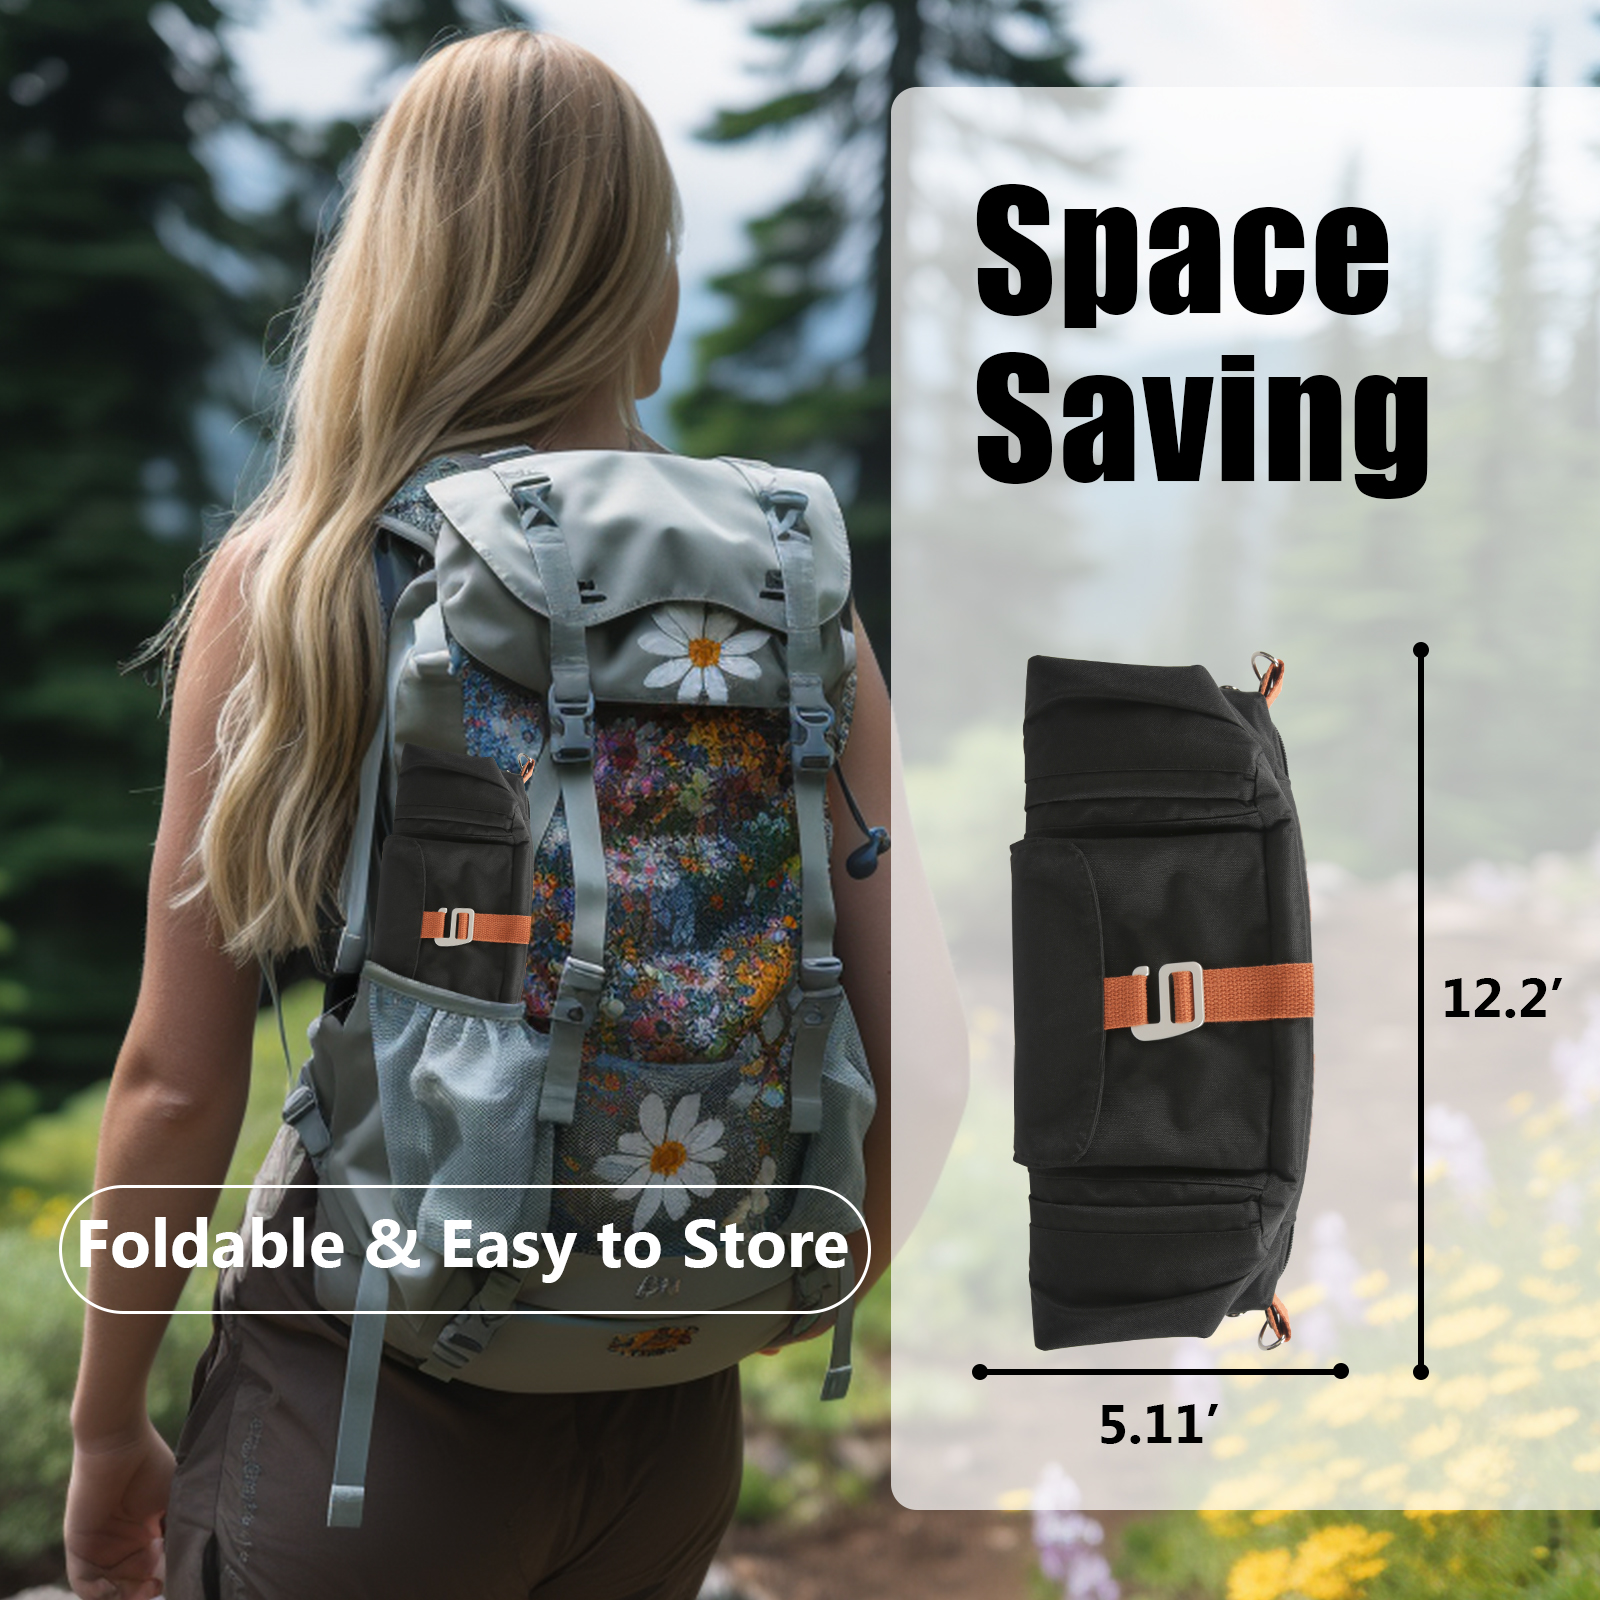 Space
Saving
12.2′
5.11′
Foldable & Easy to Store